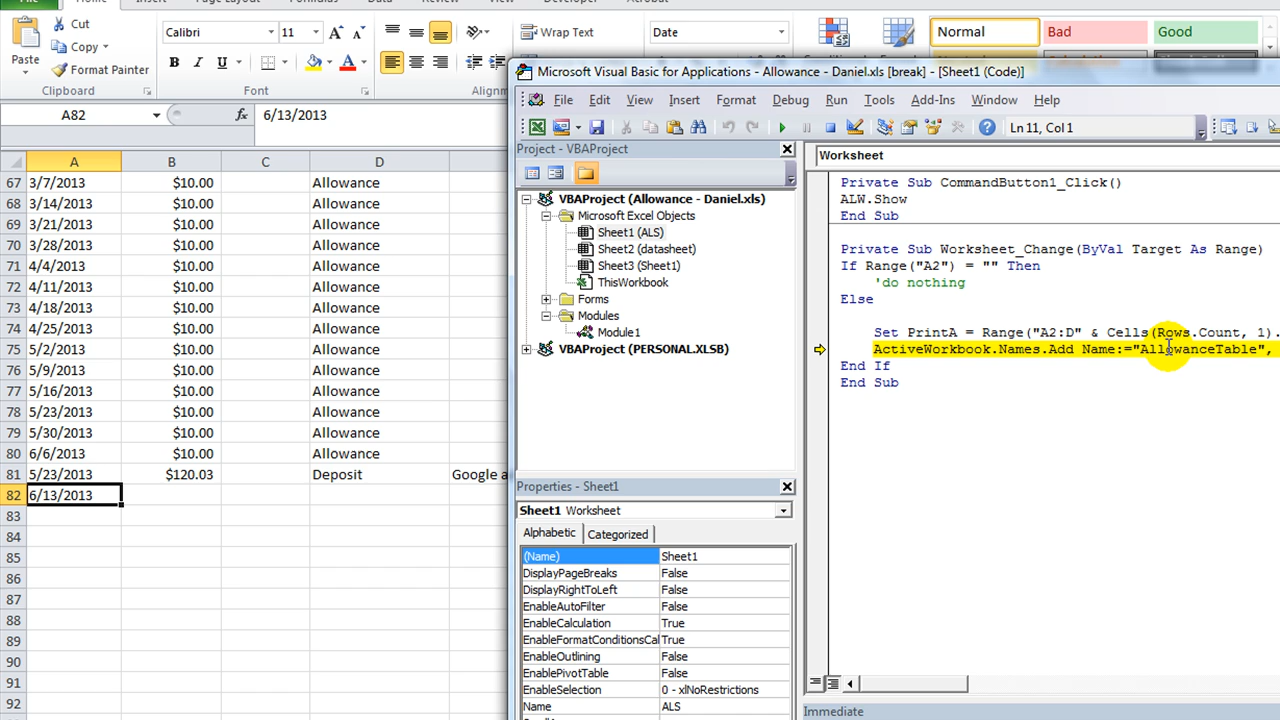 File Home Insert Page Layout Formulas Data Review View Developer Acrobat
Cut
Copy
Format Painter
Paste
Clipboard
Calibri 11
B I U
Font
Wrap Text
Alignm
Date
Normal Bad Good
A82 fx 6/13/2013
A B C D
67 3/7/2013 $10.00 Allowance
68 3/14/2013 $10.00 Allowance
69 3/21/2013 $10.00 Allowance
70 3/28/2013 $10.00 Allowance
71 4/4/2013 $10.00 Allowance
72 4/11/2013 $10.00 Allowance
73 4/18/2013 $10.00 Allowance
74 4/25/2013 $10.00 Allowance
75 5/2/2013 $10.00 Allowance
76 5/9/2013 $10.00 Allowance
77 5/16/2013 $10.00 Allowance
78 5/23/2013 $10.00 Allowance
79 5/30/2013 $10.00 Allowance
80 6/6/2013 $10.00 Allowance
81 5/23/2013 $120.03 Deposit Google a
82 6/13/2013
83
84
85
86
87
88
89
90
91
92
Microsoft Visual Basic for Applications - Allowance - Daniel.xls [break] - [Sheet1 (Code)]
File Edit View Insert Format Debug Run Tools Add-Ins Window Help
Ln 11, Col 1
Project - VBAProject
VBAProject (Allowance - Daniel.xls)
Microsoft Excel Objects
Sheet1 (ALS)
Sheet2 (datasheet)
Sheet3 (Sheet1)
ThisWorkbook
Forms
Modules
Module1
VBAProject (PERSONAL.XLSB)
Properties - Sheet1
Sheet1 Worksheet
Alphabetic Categorized
(Name) Sheet1
DisplayPageBreaks False
DisplayRightToLeft False
EnableAutoFilter False
EnableCalculation True
EnableFormatConditionsCal True
EnableOutlining False
EnablePivotTable False
EnableSelection 0 - xlNoRestrictions
Name ALS
Worksheet
Private Sub CommandButton1_Click()
ALW.Show
End Sub
Private Sub Worksheet_Change(ByVal Target As Range)
If Range("A2") = "" Then
'do nothing
Else
Set PrintA = Range("A2:D" & Cells(Rows.Count, 1).
ActiveWorkbook.Names.Add Name:="AllowanceTable",
End If
End Sub
Immediate